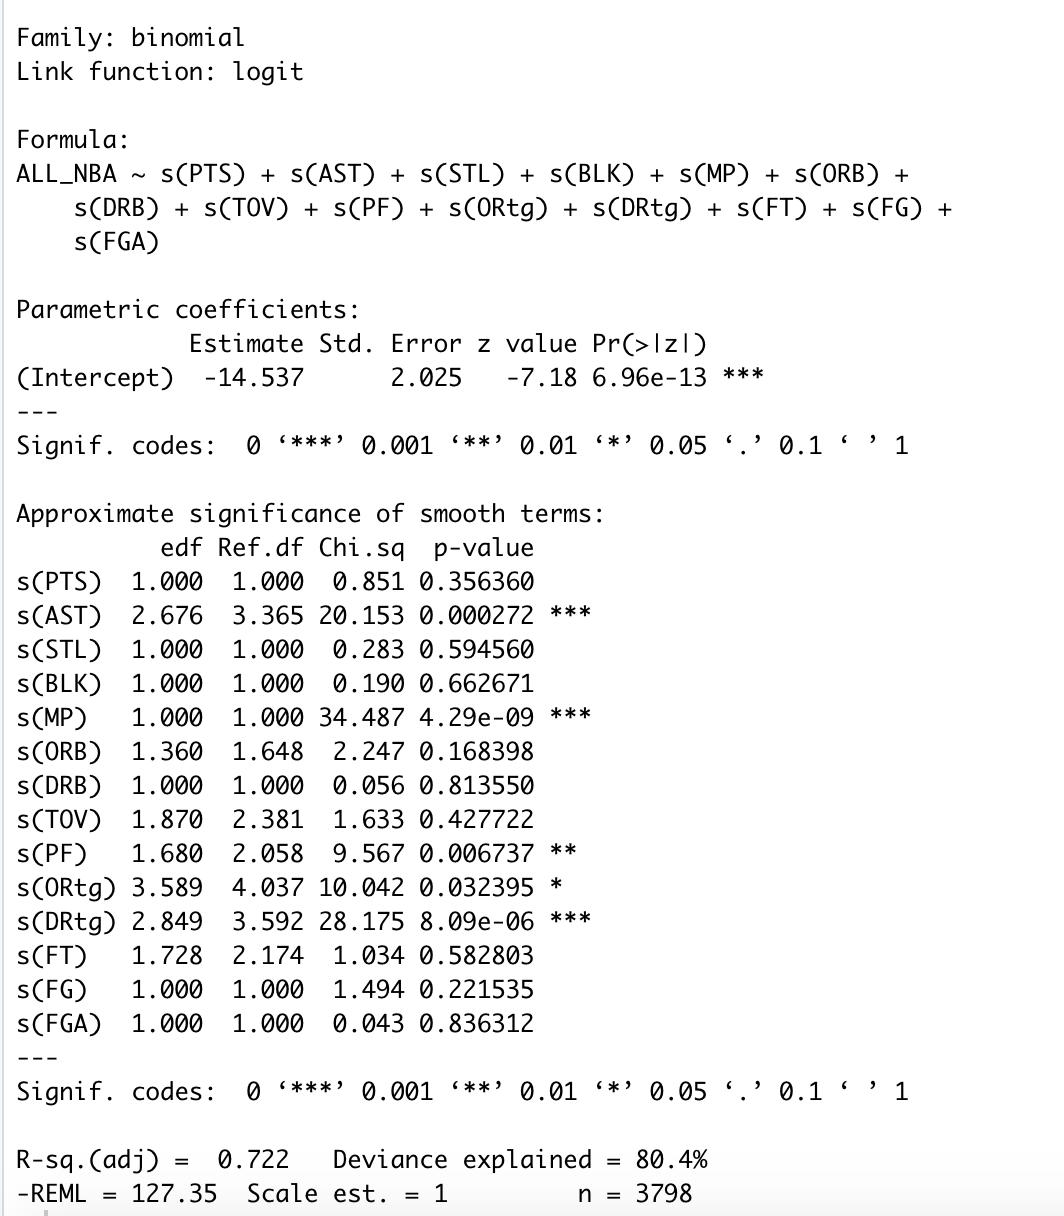 Family: binomial
Link function: logit
Formula:
ALL_NBA ~ s(PTS) + s(AST) + s(STL) + s(BLK) + s(MP) + s(ORB) +
s(DRB) + s(TOV) + s(PF) + s(ORtg) + s(DRtg) + s(FT) + s(FG) +
s(FGA)
Parametric coefficients:
Estimate Std. Error z value Pr(>|z|)
(Intercept) -14.537 2.025 -7.18 6.96e-13 ***
---
Signif. codes: 0 ‘***’ 0.001 ‘**’ 0.01 ‘*’ 0.05 ‘.’ 0.1 ‘ ’ 1
Approximate significance of smooth terms:
edf Ref.df Chi.sq p-value
s(PTS) 1.000 1.000 0.851 0.356360
s(AST) 2.676 3.365 20.153 0.000272 ***
s(STL) 1.000 1.000 0.283 0.594560
s(BLK) 1.000 1.000 0.190 0.662671
s(MP) 1.000 1.000 34.487 4.29e-09 ***
s(ORB) 1.360 1.648 2.247 0.168398
s(DRB) 1.000 1.000 0.056 0.813550
s(TOV) 1.870 2.381 1.633 0.427722
s(PF) 1.680 2.058 9.567 0.006737 **
s(ORtg) 3.589 4.037 10.042 0.032395 *
s(DRtg) 2.849 3.592 28.175 8.09e-06 ***
s(FT) 1.728 2.174 1.034 0.582803
s(FG) 1.000 1.000 1.494 0.221535
s(FGA) 1.000 1.000 0.043 0.836312
---
Signif. codes: 0 ‘***’ 0.001 ‘**’ 0.01 ‘*’ 0.05 ‘.’ 0.1 ‘ ’ 1
R-sq.(adj) = 0.722 Deviance explained = 80.4%
-REML = 127.35 Scale est. = 1 n = 3798